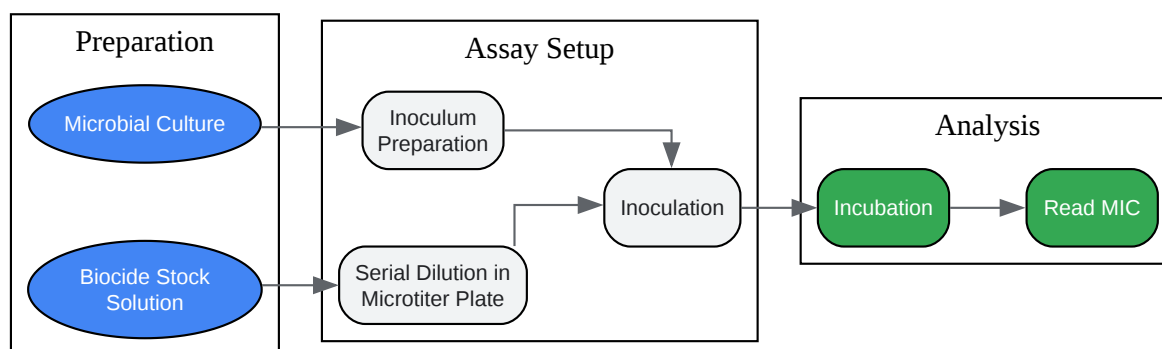 Preparation
Microbial Culture
Biocide Stock
Solution
Assay Setup
Inoculum
Preparation
Serial Dilution in
Microtiter Plate
Inoculation
Analysis
Incubation
Read MIC